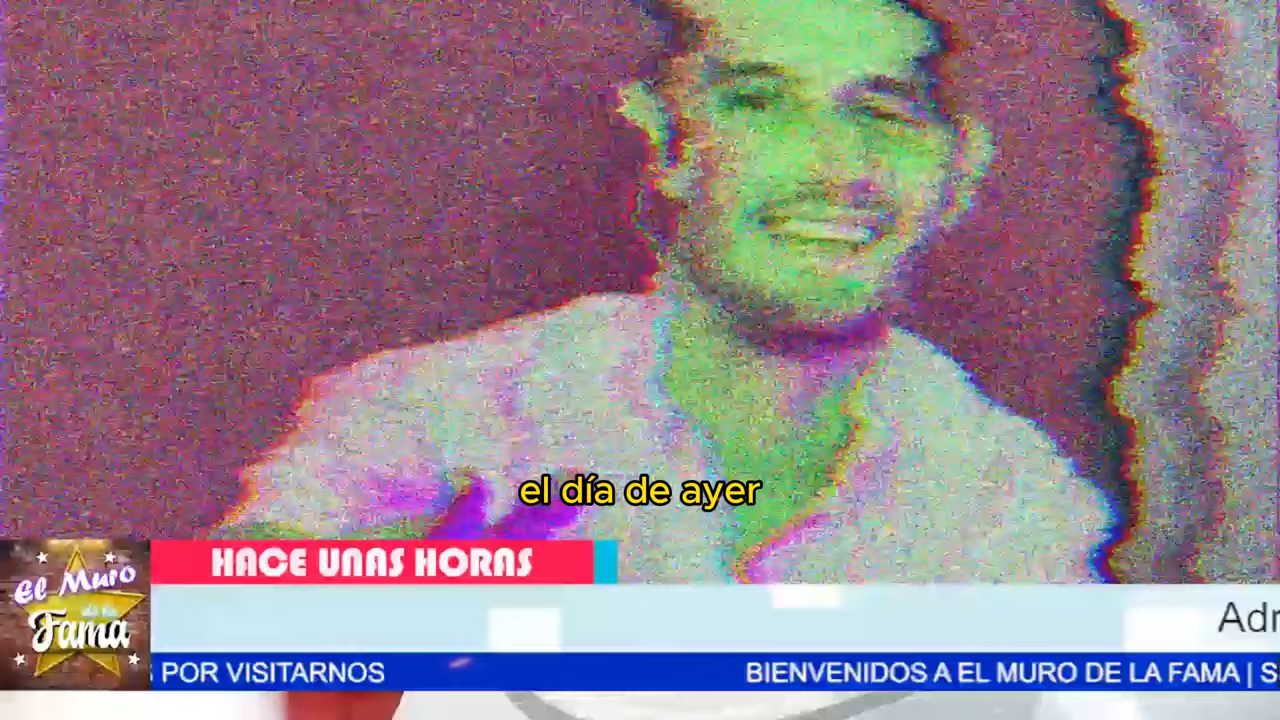 el día de ayer
HACE UNAS HORAS
El Muro
de la
Fama
Adr
POR VISITARNOS
BIENVENIDOS A EL MURO DE LA FAMA | S